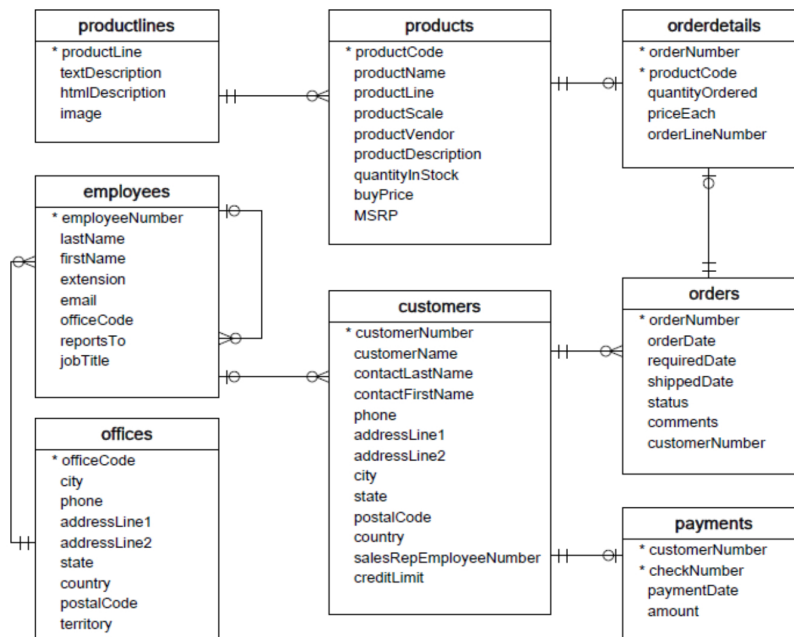 productlines
* productLine
textDescription
htmlDescription
image
products
* productCode
productName
productLine
productScale
productVendor
productDescription
quantityInStock
buyPrice
MSRP
orderdetails
* orderNumber
* productCode
quantityOrdered
priceEach
orderLineNumber
employees
* employeeNumber
lastName
firstName
extension
email
officeCode
reportsTo
jobTitle
customers
* customerNumber
customerName
contactLastName
contactFirstName
phone
addressLine1
addressLine2
city
state
postalCode
country
salesRepEmployeeNumber
creditLimit
orders
* orderNumber
orderDate
requiredDate
shippedDate
status
comments
customerNumber
offices
* officeCode
city
phone
addressLine1
addressLine2
state
country
postalCode
territory
payments
* customerNumber
* checkNumber
paymentDate
amount